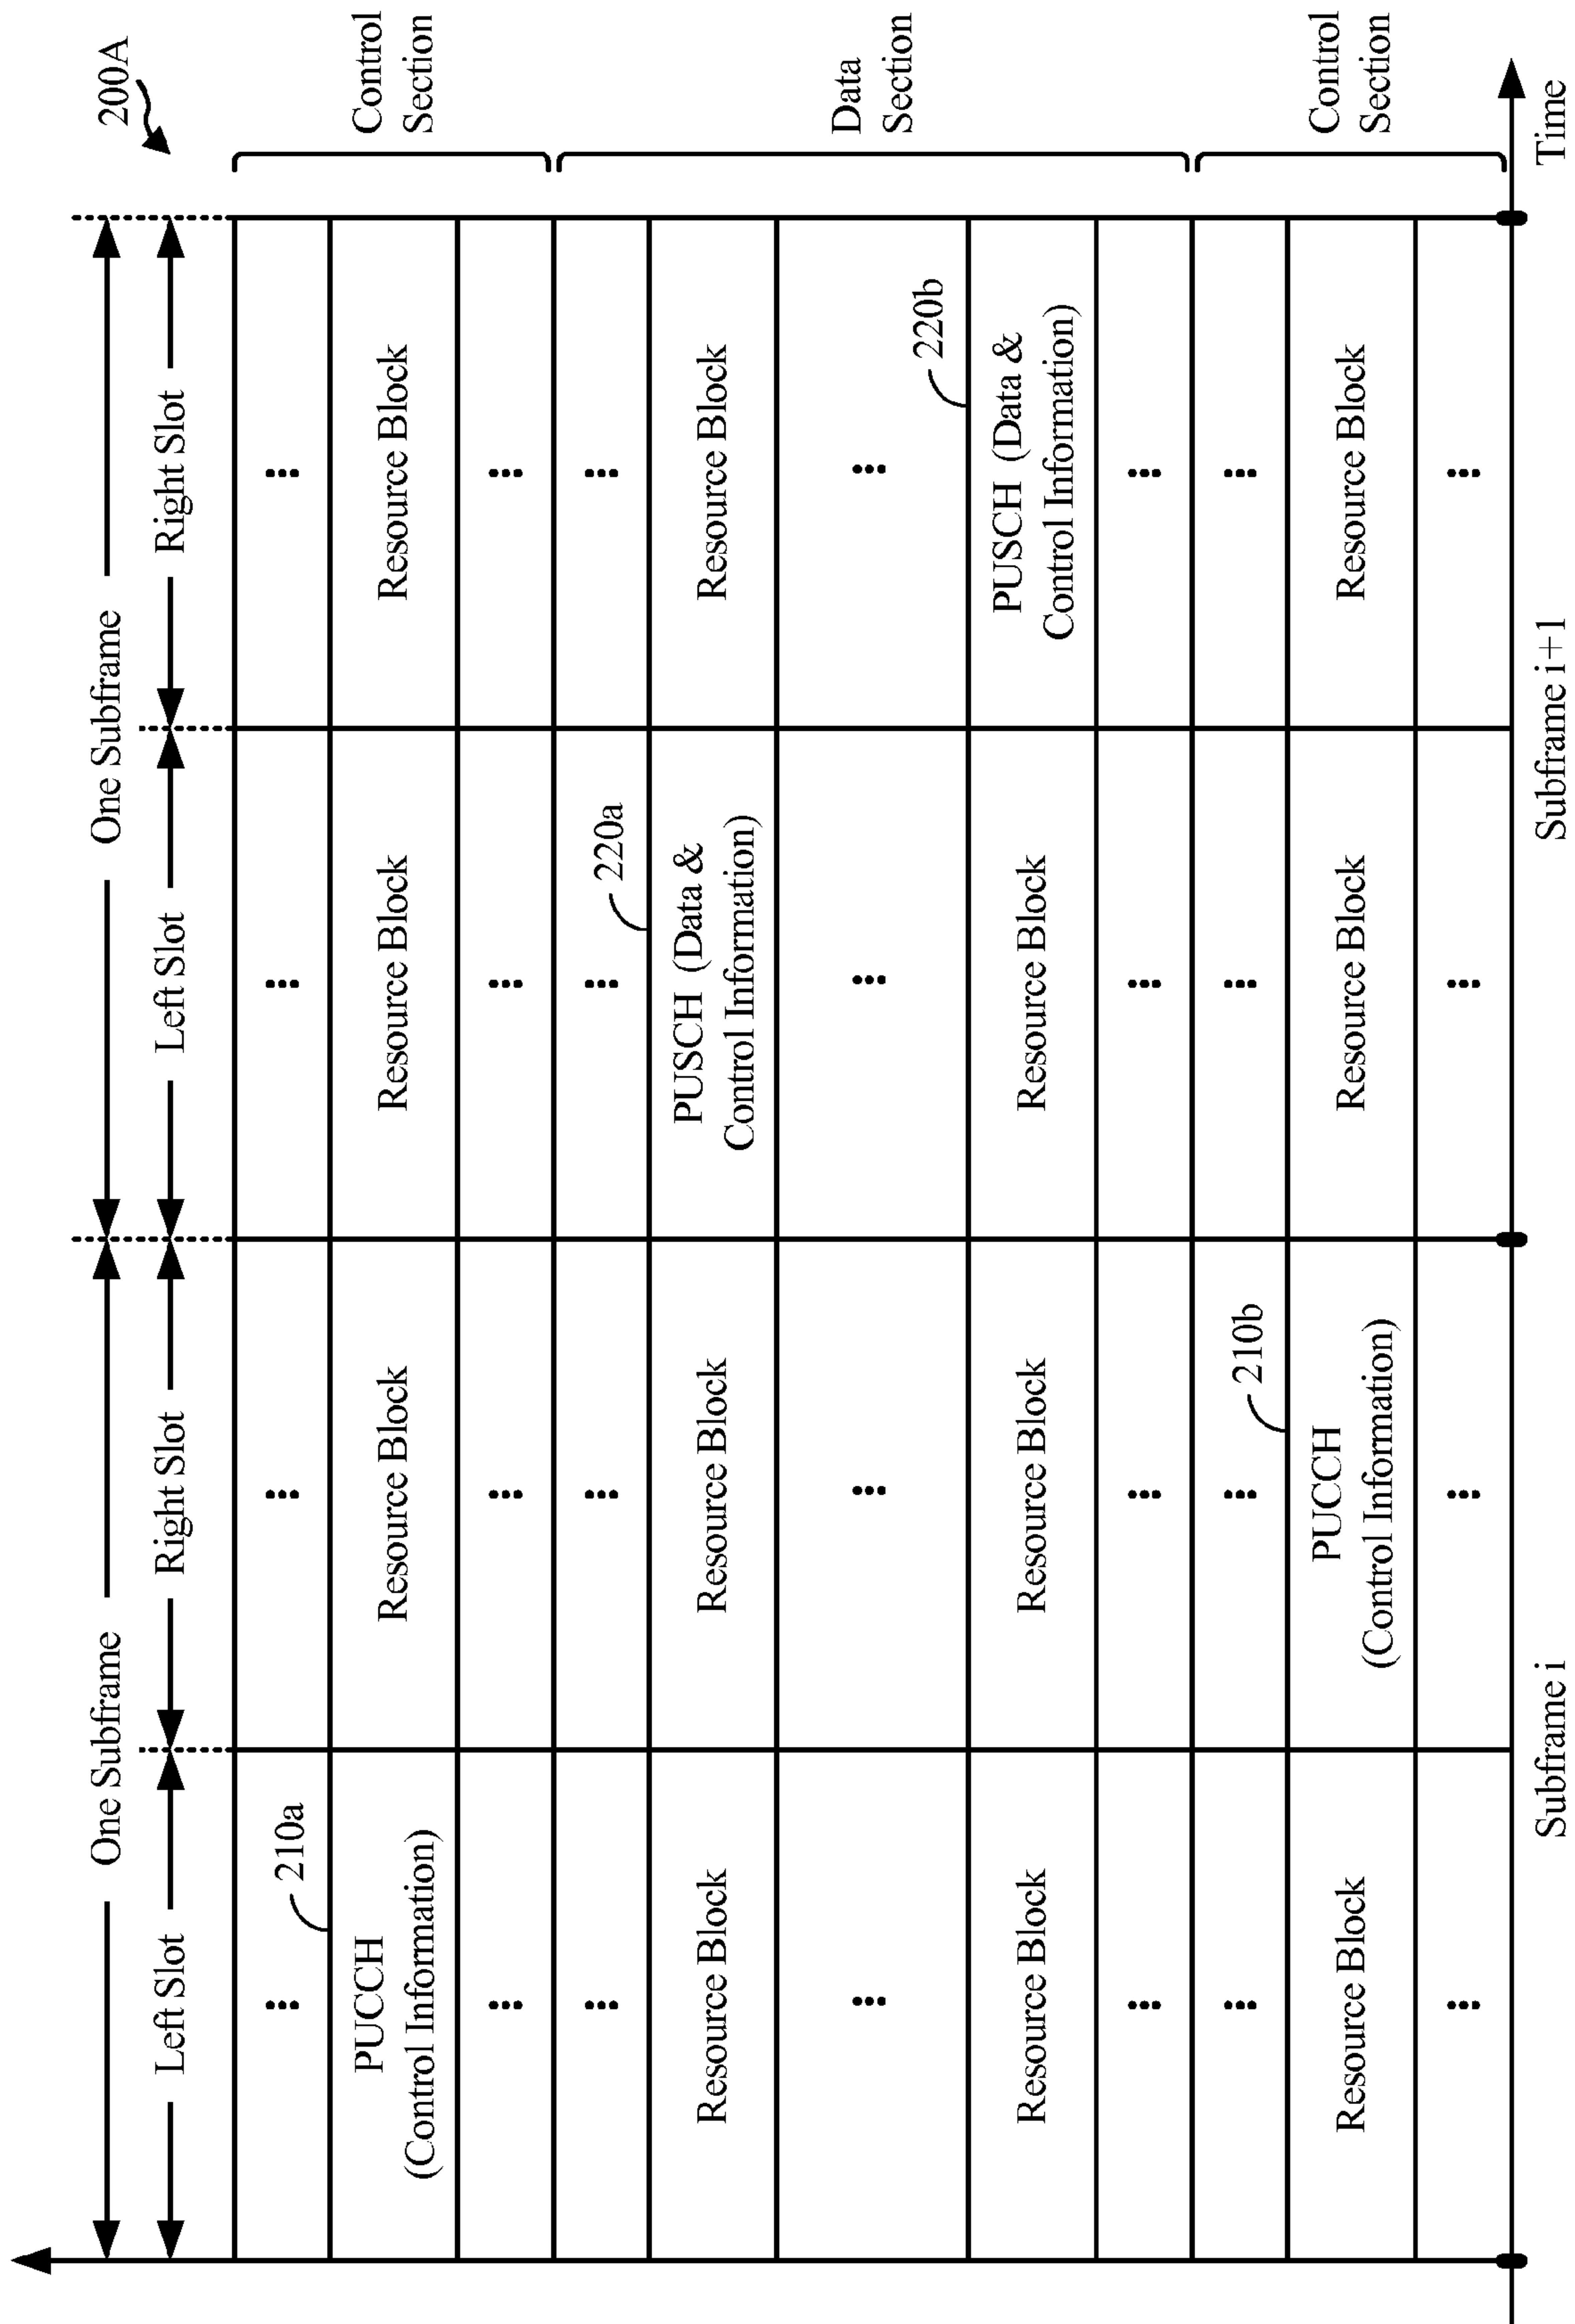 200A
One Subframe
One Subframe
Left Slot
Right Slot
Left Slot
Right Slot
...
...
...
...
210a
PUCCH
(Control Information)
Resource Block
Resource Block
Resource Block
Control
Section
...
...
...
...
...
...
...
...
220a
Resource Block
Resource Block
PUSCH (Data &
Control Information)
Resource Block
Data
Section
...
...
...
...
220b
Resource Block
Resource Block
Resource Block
PUSCH (Data &
Control Information)
...
...
...
...
...
...
...
...
210b
Resource Block
PUCCH
(Control Information)
Resource Block
Resource Block
Control
Section
...
...
...
...
Subframe i
Subframe i+1
Time